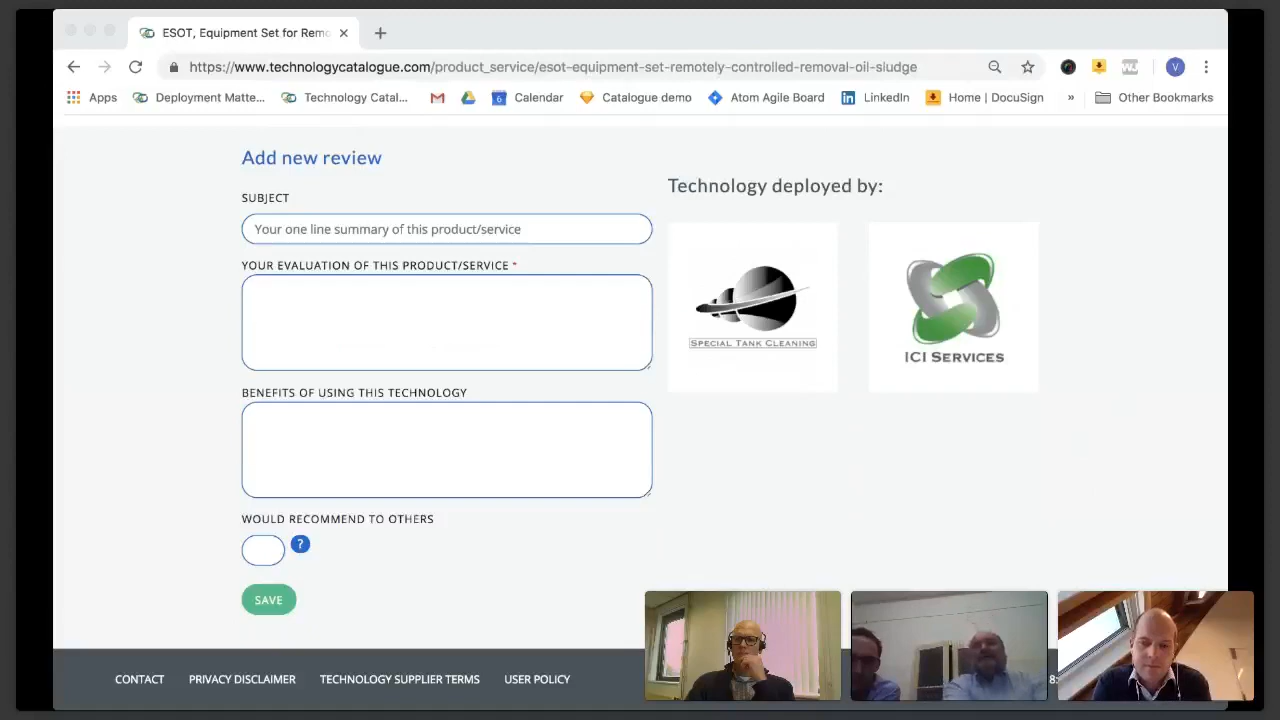 ESOT, Equipment Set for Remo
https://www.technologycatalogue.com/product_service/esot-equipment-set-remotely-controlled-removal-oil-sludge
V
Apps
Deployment Matte...
Technology Catal...
6
Calendar
Catalogue demo
Atom Agile Board
LinkedIn
Home | DocuSign
»
Other Bookmarks
Add new review
Technology deployed by:
SUBJECT
Your one line summary of this product/service
YOUR EVALUATION OF THIS PRODUCT/SERVICE *
SPECIAL TANK CLEANING
ICI SERVICES
BENEFITS OF USING THIS TECHNOLOGY
WOULD RECOMMEND TO OTHERS
?
SAVE
CONTACT
PRIVACY DISCLAIMER
TECHNOLOGY SUPPLIER TERMS
USER POLICY
8: